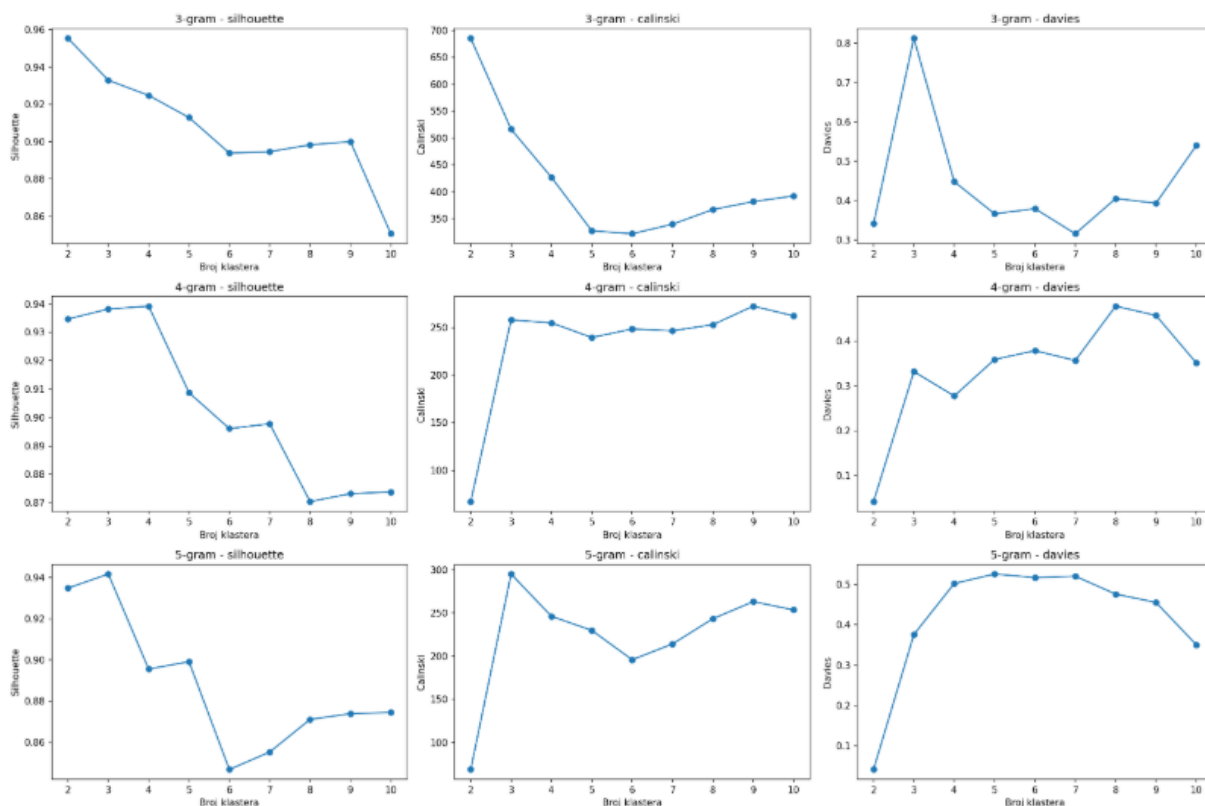 3-gram - silhouette
Silhouette
0.96
0.94
0.92
0.90
0.88
0.86
2 3 4 5 6 7 8 9 10
Broj klastera
3-gram - calinski
Calinski
700
650
600
550
500
450
400
350
2 3 4 5 6 7 8 9 10
Broj klastera
3-gram - davies
Davies
0.8
0.7
0.6
0.5
0.4
0.3
2 3 4 5 6 7 8 9 10
Broj klastera
4-gram - silhouette
Silhouette
0.94
0.93
0.92
0.91
0.90
0.89
0.88
0.87
2 3 4 5 6 7 8 9 10
Broj klastera
4-gram - calinski
Calinski
250
200
150
100
2 3 4 5 6 7 8 9 10
Broj klastera
4-gram - davies
Davies
0.4
0.3
0.2
0.1
2 3 4 5 6 7 8 9 10
Broj klastera
5-gram - silhouette
Silhouette
0.94
0.92
0.90
0.88
0.86
2 3 4 5 6 7 8 9 10
Broj klastera
5-gram - calinski
Calinski
300
250
200
150
100
2 3 4 5 6 7 8 9 10
Broj klastera
5-gram - davies
Davies
0.5
0.4
0.3
0.2
0.1
2 3 4 5 6 7 8 9 10
Broj klastera